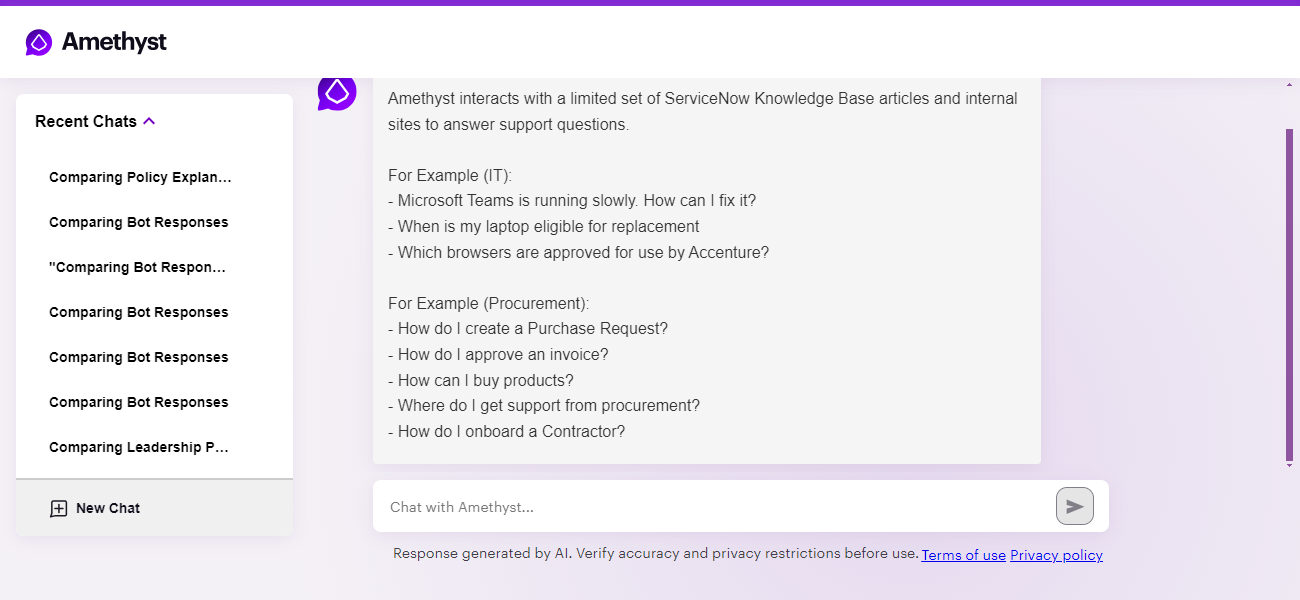 Amethyst
Recent Chats
Comparing Policy Explan...
Comparing Bot Responses
"Comparing Bot Respon...
Comparing Bot Responses
Comparing Bot Responses
Comparing Bot Responses
Comparing Leadership P...
New Chat
Amethyst interacts with a limited set of ServiceNow Knowledge Base articles and internal
sites to answer support questions.
For Example (IT):
- Microsoft Teams is running slowly. How can I fix it?
- When is my laptop eligible for replacement
- Which browsers are approved for use by Accenture?
For Example (Procurement):
- How do I create a Purchase Request?
- How do I approve an invoice?
- How can I buy products?
- Where do I get support from procurement?
- How do I onboard a Contractor?
Chat with Amethyst...
Response generated by AI. Verify accuracy and privacy restrictions before use. Terms of use Privacy policy